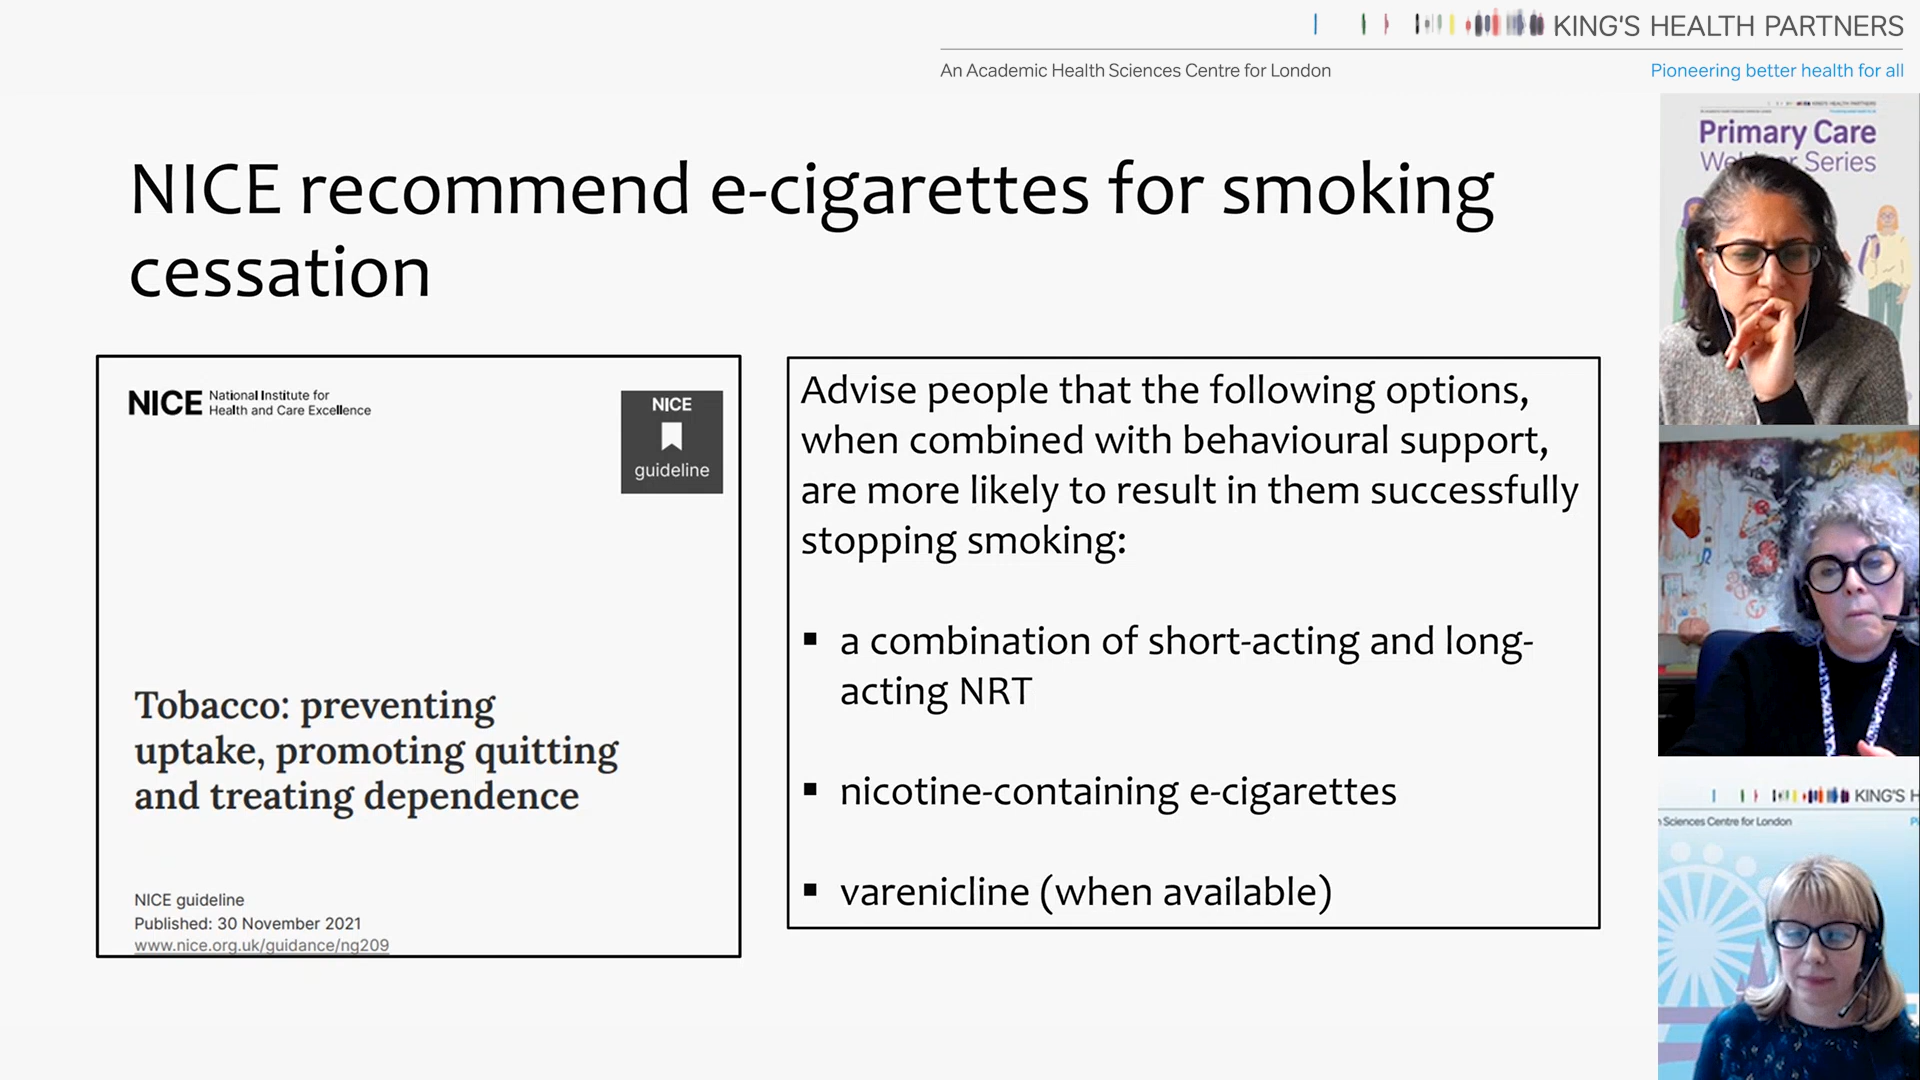 KING'S HEALTH PARTNERS
An Academic Health Sciences Centre for London
Pioneering better health for all
NICE recommend e-cigarettes for smoking
cessation
NICE National Institute for
Health and Care Excellence
NICE
guideline
Tobacco: preventing
uptake, promoting quitting
and treating dependence
NICE guideline
Published: 30 November 2021
www.nice.org.uk/guidance/ng209
Advise people that the following options,
when combined with behavioural support,
are more likely to result in them successfully
stopping smoking:
▪ a combination of short-acting and long-
acting NRT
▪ nicotine-containing e-cigarettes
▪ varenicline (when available)
Primary Care
Series
KING'S H
Sciences Centre for London